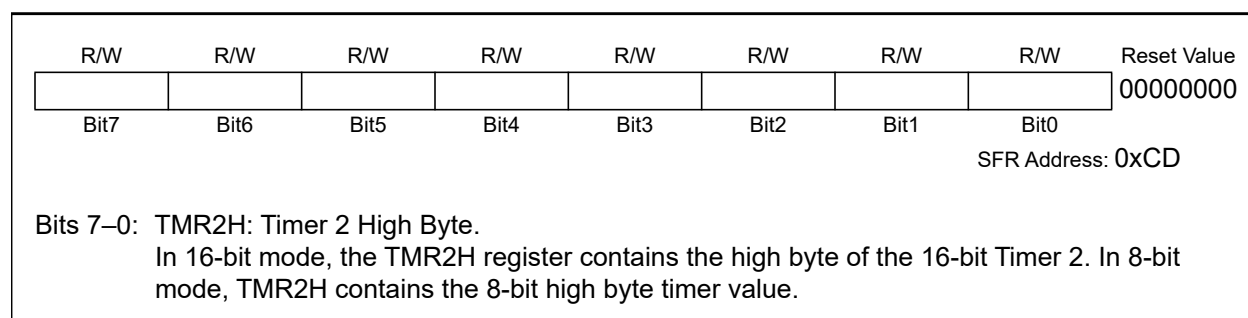 R/W R/W R/W R/W R/W R/W R/W R/W Reset Value
00000000
Bit7 Bit6 Bit5 Bit4 Bit3 Bit2 Bit1 Bit0
SFR Address: 0xCD
Bits 7–0: TMR2H: Timer 2 High Byte.
In 16-bit mode, the TMR2H register contains the high byte of the 16-bit Timer 2. In 8-bit
mode, TMR2H contains the 8-bit high byte timer value.